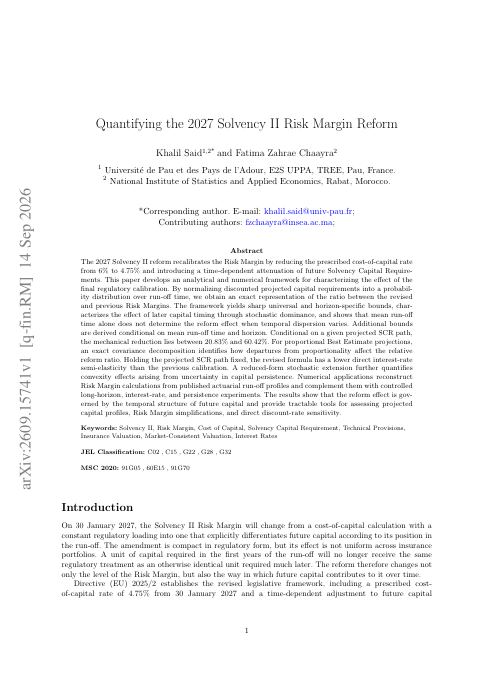 arXiv:2609.15741v1 [q-fin.RM] 14 Sep 2026
Quantifying the 2027 Solvency II Risk Margin Reform
Khalil Said1,2* and Fatima Zahrae Chaayra2
1 Université de Pau et des Pays de l'Adour, E2S UPPA, TREE, Pau, France.
2 National Institute of Statistics and Applied Economics, Rabat, Morocco.
*Corresponding author. E-mail: khalil.said@univ-pau.fr;
Contributing authors: fzchaayra@insea.ac.ma;
Abstract
The 2027 Solvency II reform recalibrates the Risk Margin by reducing the prescribed cost-of-capital rate
from 6% to 4.75% and introducing a time-dependent attenuation of future Solvency Capital Require-
ments. This paper develops an analytical and numerical framework for characterizing the effect of the
final regulatory calibration. By normalizing discounted projected capital requirements into a probabil-
ity distribution over run-off time, we obtain an exact representation of the ratio between the revised
and previous Risk Margins. The framework yields sharp universal and horizon-specific bounds, char-
acterizes the effect of later capital timing through stochastic dominance, and shows that mean run-off
time alone does not determine the reform effect when temporal dispersion varies. Additional bounds
are derived conditional on mean run-off time and horizon. Conditional on a given projected SCR path,
the mechanical reduction lies between 20.83% and 60.42%. For proportional Best Estimate projections,
an exact covariance decomposition identifies how departures from proportionality affect the relative
reform ratio. Holding the projected SCR path fixed, the revised formula has a lower direct interest-rate
semi-elasticity than the previous calibration. A reduced-form stochastic extension further quantifies
convexity effects arising from uncertainty in capital persistence. Numerical applications reconstruct
Risk Margin calculations from published actuarial run-off profiles and complement them with controlled
long-horizon, interest-rate, and persistence experiments. The results show that the reform effect is gov-
erned by the temporal structure of future capital and provide tractable tools for assessing projected
capital profiles, Risk Margin simplifications, and direct discount-rate sensitivity.
Keywords: Solvency II, Risk Margin, Cost of Capital, Solvency Capital Requirement, Technical Provisions,
Insurance Valuation, Market-Consistent Valuation, Interest Rates
JEL Classification: C02 , C15 , G22 , G28 , G32
MSC 2020: 91G05 , 60E15 , 91G70
Introduction
On 30 January 2027, the Solvency II Risk Margin will change from a cost-of-capital calculation with a
constant regulatory loading into one that explicitly differentiates future capital according to its position in
the run-off. The amendment is compact in regulatory form, but its effect is not uniform across insurance
portfolios. A unit of capital required in the first years of the run-off will no longer receive the same
regulatory treatment as an otherwise identical unit required much later. The reform therefore changes not
only the level of the Risk Margin, but also the way in which future capital contributes to it over time.
Directive (EU) 2025/2 establishes the revised legislative framework, including a prescribed cost-
of-capital rate of 4.75% from 30 January 2027 and a time-dependent adjustment to future capital
1